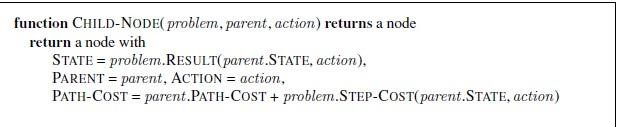 function CHILD-NODE(problem, parent, action) returns a node
return a node with
STATE = problem.RESULT(parent.STATE, action),
PARENT = parent, ACTION = action,
PATH-COST = parent.PATH-COST + problem.STEP-COST(parent.STATE, action)